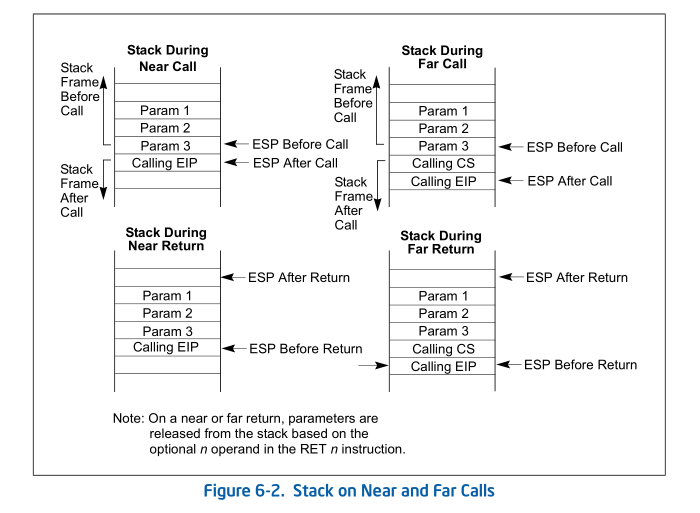 Stack During
Near Call
Stack
Frame
Before
Call
Param 1
Param 2
Param 3
Calling EIP
ESP Before Call
ESP After Call
Stack
Frame
After
Call
Stack During
Far Call
Stack
Frame
Before
Call
Param 1
Param 2
Param 3
Calling CS
Calling EIP
ESP Before Call
ESP After Call
Stack
Frame
After
Call
Stack During
Near Return
ESP After Return
Param 1
Param 2
Param 3
Calling EIP
ESP Before Return
Stack During
Far Return
ESP After Return
Param 1
Param 2
Param 3
Calling CS
Calling EIP
ESP Before Return
Note: On a near or far return, parameters are
released from the stack based on the
optional n operand in the RET n instruction.
Figure 6-2. Stack on Near and Far Calls